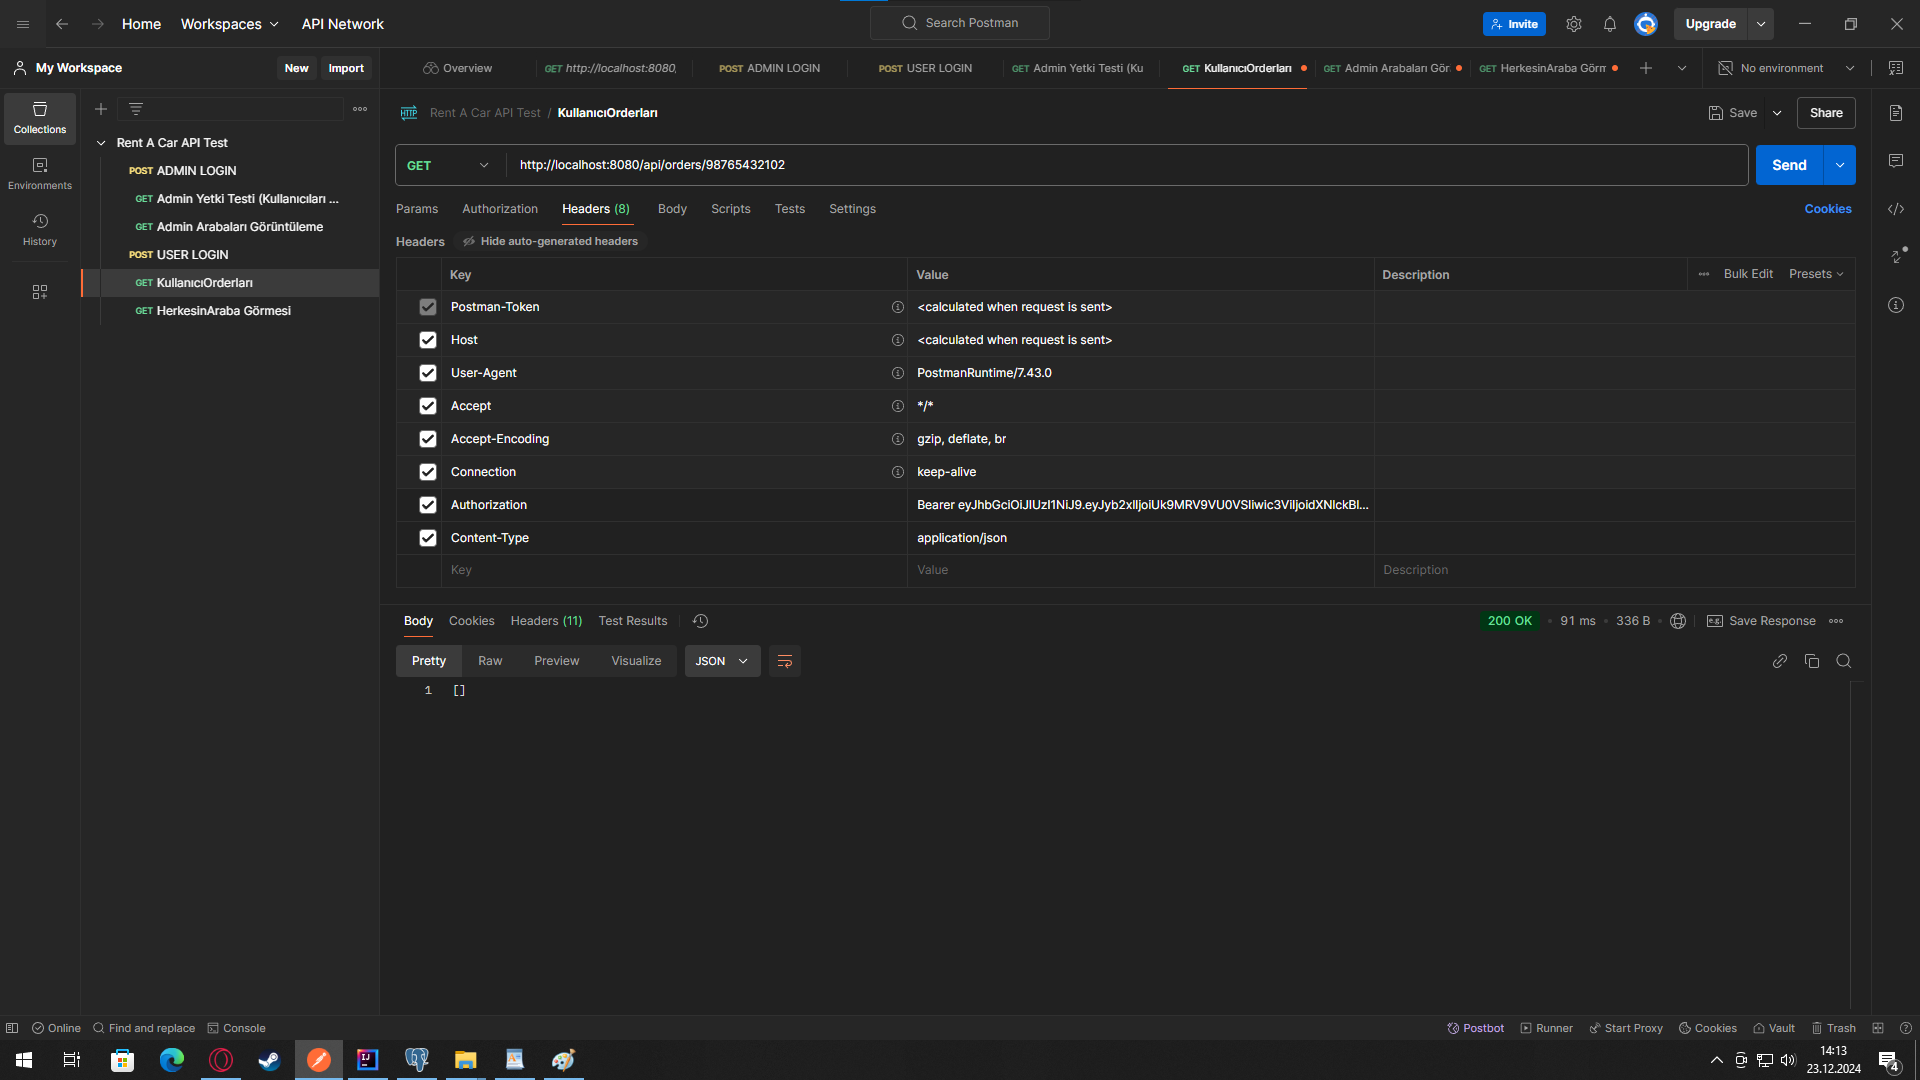 Home Workspaces API Network Search Postman Invite Upgrade
My Workspace New Import Overview GET http://localhost:8080, POST ADMIN LOGIN POST USER LOGIN GET Admin Yetki Testi (Ku GET KullanıcıOrderları GET Admin Arabaları Gör GET HerkesinAraba Görm No environment
Collections
Environments
History
Rent A Car API Test
POST ADMIN LOGIN
GET Admin Yetki Testi (Kullanıcıları ...
GET Admin Arabaları Görüntüleme
POST USER LOGIN
GET KullanıcıOrderları
GET HerkesinAraba Görmesi
HTTP Rent A Car API Test / KullanıcıOrderları Save Share
GET http://localhost:8080/api/orders/98765432102 Send
Params Authorization Headers (8) Body Scripts Tests Settings Cookies
Headers Hide auto-generated headers
Key Value Description Bulk Edit Presets
Postman-Token <calculated when request is sent>
Host <calculated when request is sent>
User-Agent PostmanRuntime/7.43.0
Accept */*
Accept-Encoding gzip, deflate, br
Connection keep-alive
Authorization Bearer
Content-Type application/json
Key Value Description
Body Cookies Headers (11) Test Results 200 OK 91 ms 336 B e.g. Save Response
Pretty Raw Preview Visualize JSON
1 []
Online Find and replace Console Postbot Runner Start Proxy Cookies Vault Trash
IJ 14:13
23.12.2024 4